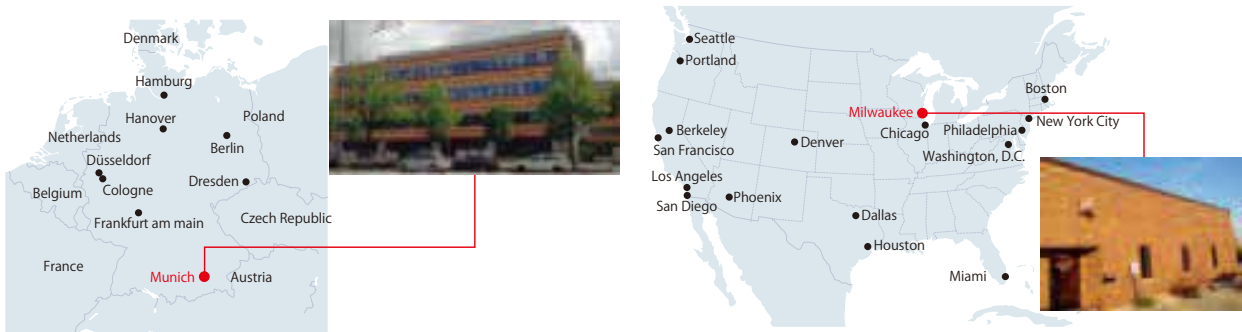 Denmark
Hamburg
Hanover
Poland
Netherlands
Berlin
Düsseldorf
Cologne
Dresden
Belgium
Frankfurt am main
Czech Republic
France
Munich
Austria
Seattle
Portland
Boston
Milwaukee
New York City
Berkeley
Chicago
Philadelphia
San Francisco
Denver
Washington, D.C.
Los Angeles
Phoenix
San Diego
Dallas
Houston
Miami